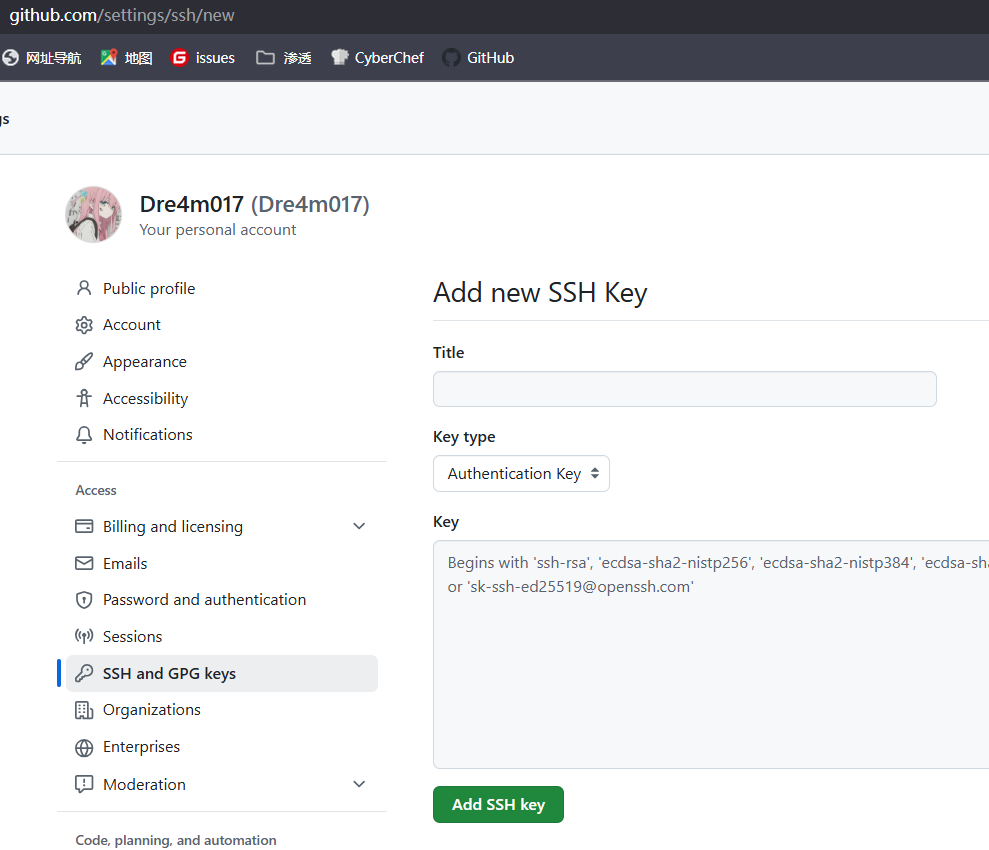 github.com/settings/ssh/new
网址导航 地图 G issues 渗透 CyberChef GitHub
gs
Dre4m017 (Dre4m017)
Your personal account
Public profile
Account
Appearance
Accessibility
Notifications
Access
Billing and licensing
Emails
Password and authentication
Sessions
SSH and GPG keys
Organizations
Enterprises
Moderation
Code, planning, and automation
Add new SSH Key
Title
Key type
Authentication Key
Key
Begins with 'ssh-rsa', 'ecdsa-sha2-nistp256', 'ecdsa-sha2-nistp384', 'ecdsa-sha
or 'sk-ssh-ed25519@openssh.com'
Add SSH key